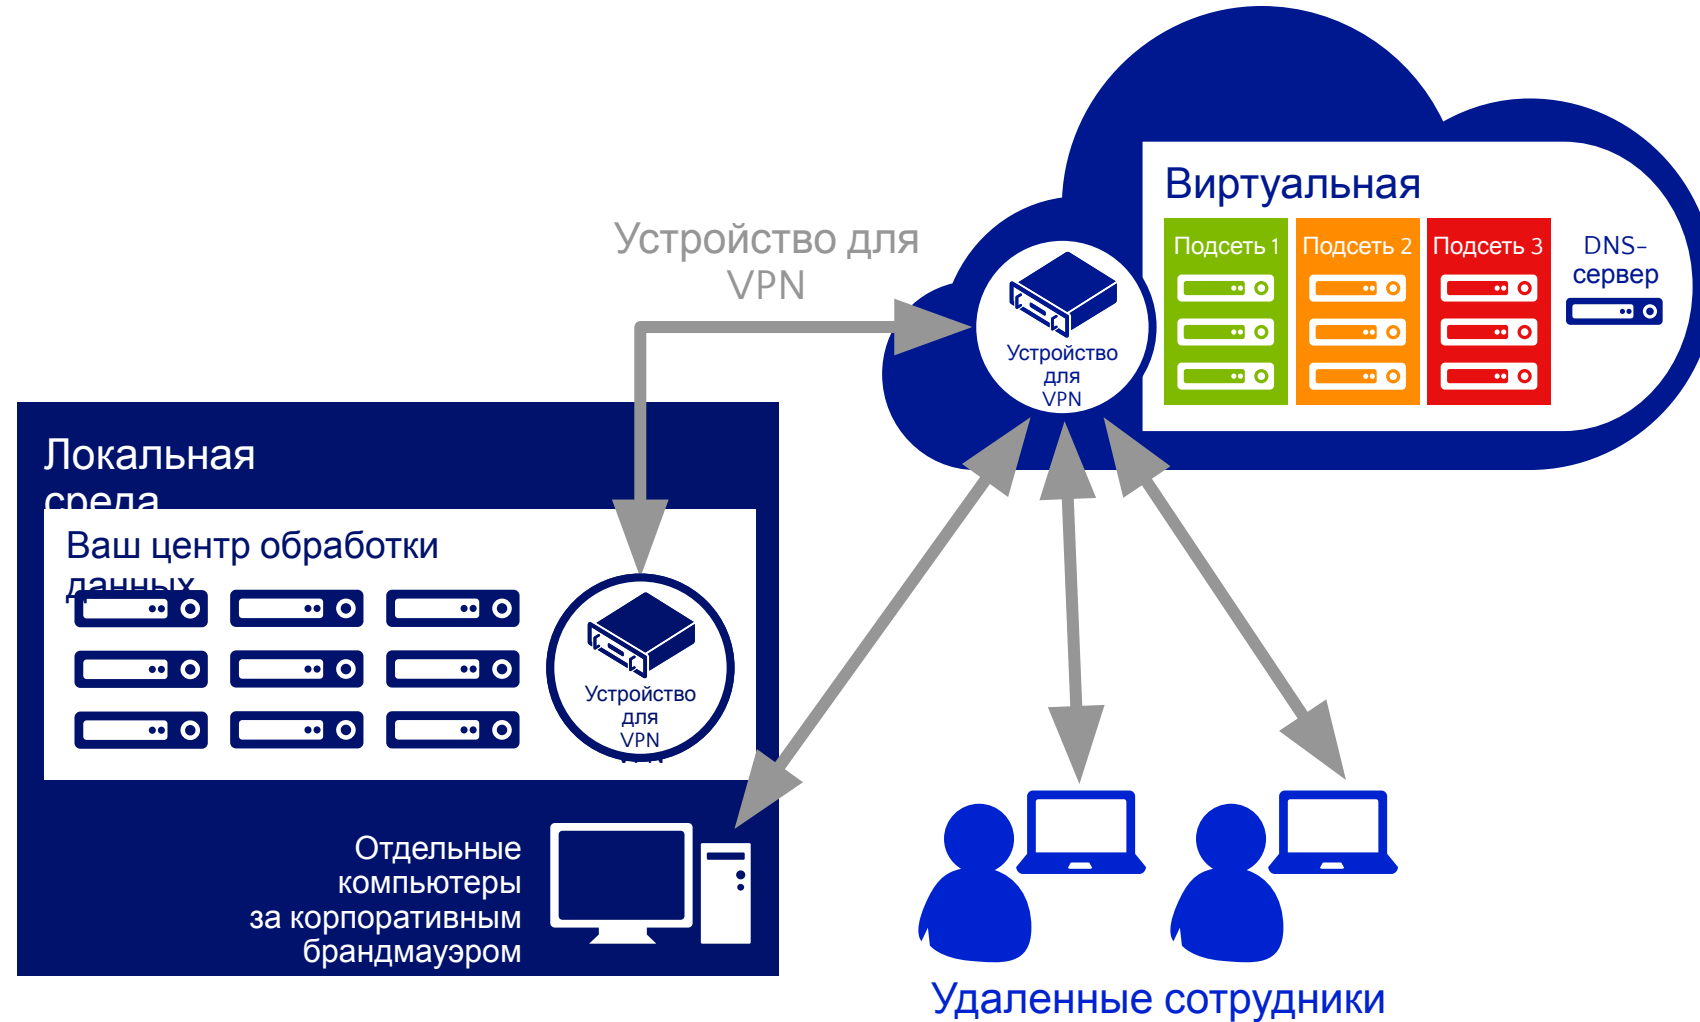 Виртуальная
Подсеть 1
Подсеть 2
Подсеть 3
DNS-
сервер
Устройство для
VPN
Устройство
для
VPN
Локальная
среда
Ваш центр обработки
данных
Устройство
для
VPN
Отдельные
компьютеры
за корпоративным
брандмауэром
Удаленные сотрудники